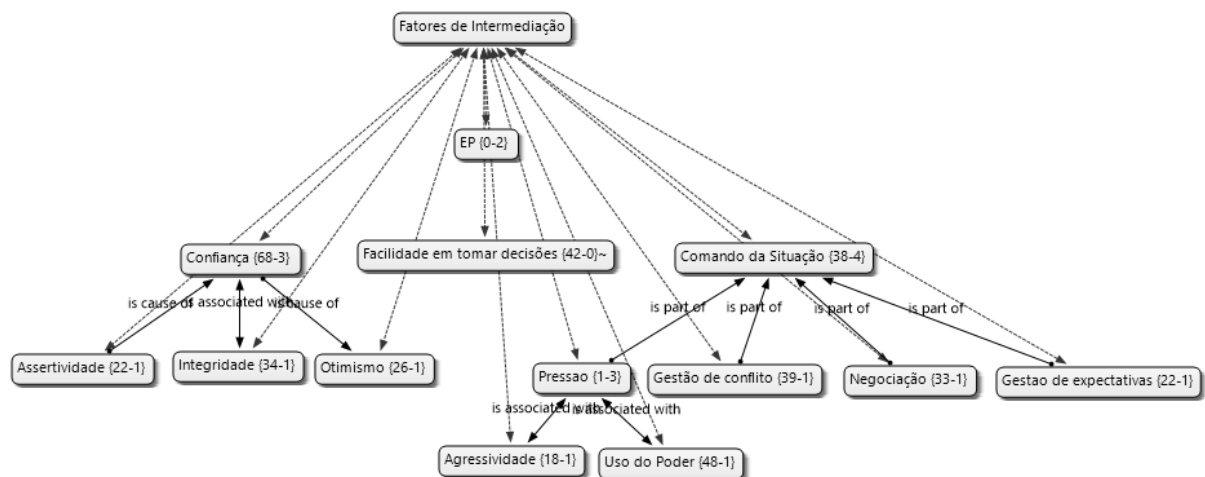 Fatores de Intermediação
EP {0-2}
Confiança {68-3}
Facilidade em tomar decisões {42-0}~
Comando da Situação {38-4}
is cause of
is associated with
is cause of
is part of
is part of
is part of
is part of
Assertividade {22-1}
Integridade {34-1}
Otimismo {26-1}
Pressao {1-3}
Gestão de conflito {39-1}
Negociação {33-1}
Gestao de expectativas {22-1}
is associated with
is associated with
Agressividade {18-1}
Uso do Poder {48-1}